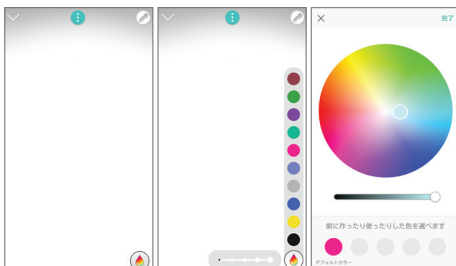 完了
前に作ったり使ったりした色を選べます
デフォルトカラー